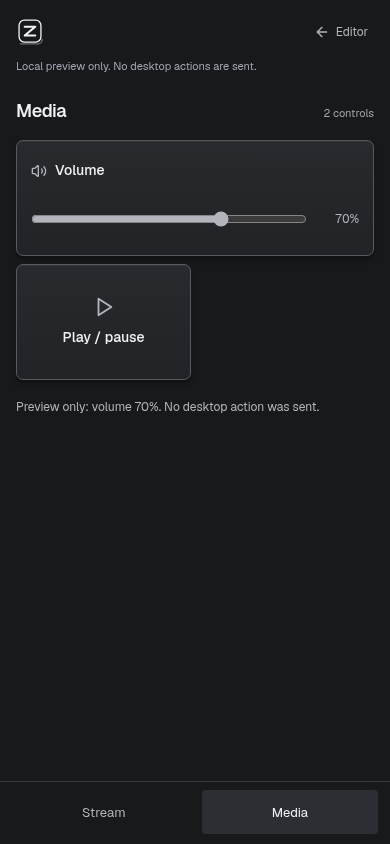 Z
Editor
Local preview only. No desktop actions are sent.
Media
2 controls
Volume
70%
Play / pause
Preview only: volume 70%. No desktop action was sent.
Stream
Media